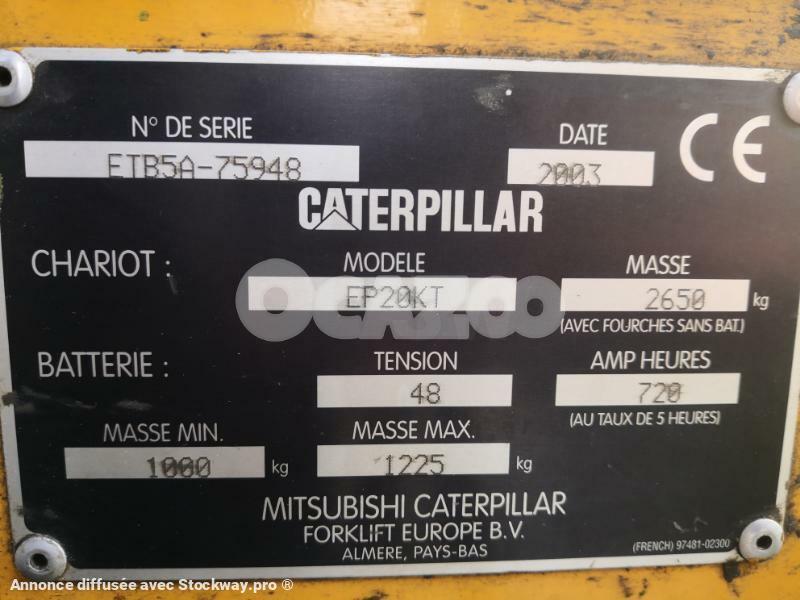 N° DE SERIE
ETB5A-75948
DATE
2003
CE
CATERPILLAR
CHARIOT :
MODELE
EP20KT
MASSE
2650 kg
(AVEC FOURCHES SANS BAT.)
OCAZOO
BATTERIE :
TENSION
48
AMP HEURES
720
(AU TAUX DE 5 HEURES)
MASSE MIN.
1000 kg
MASSE MAX.
1225 kg
MITSUBISHI CATERPILLAR
FORKLIFT EUROPE B.V.
ALMERE, PAYS-BAS
(FRENCH) 97481-02300
Annonce diffusée avec Stockway.pro ®